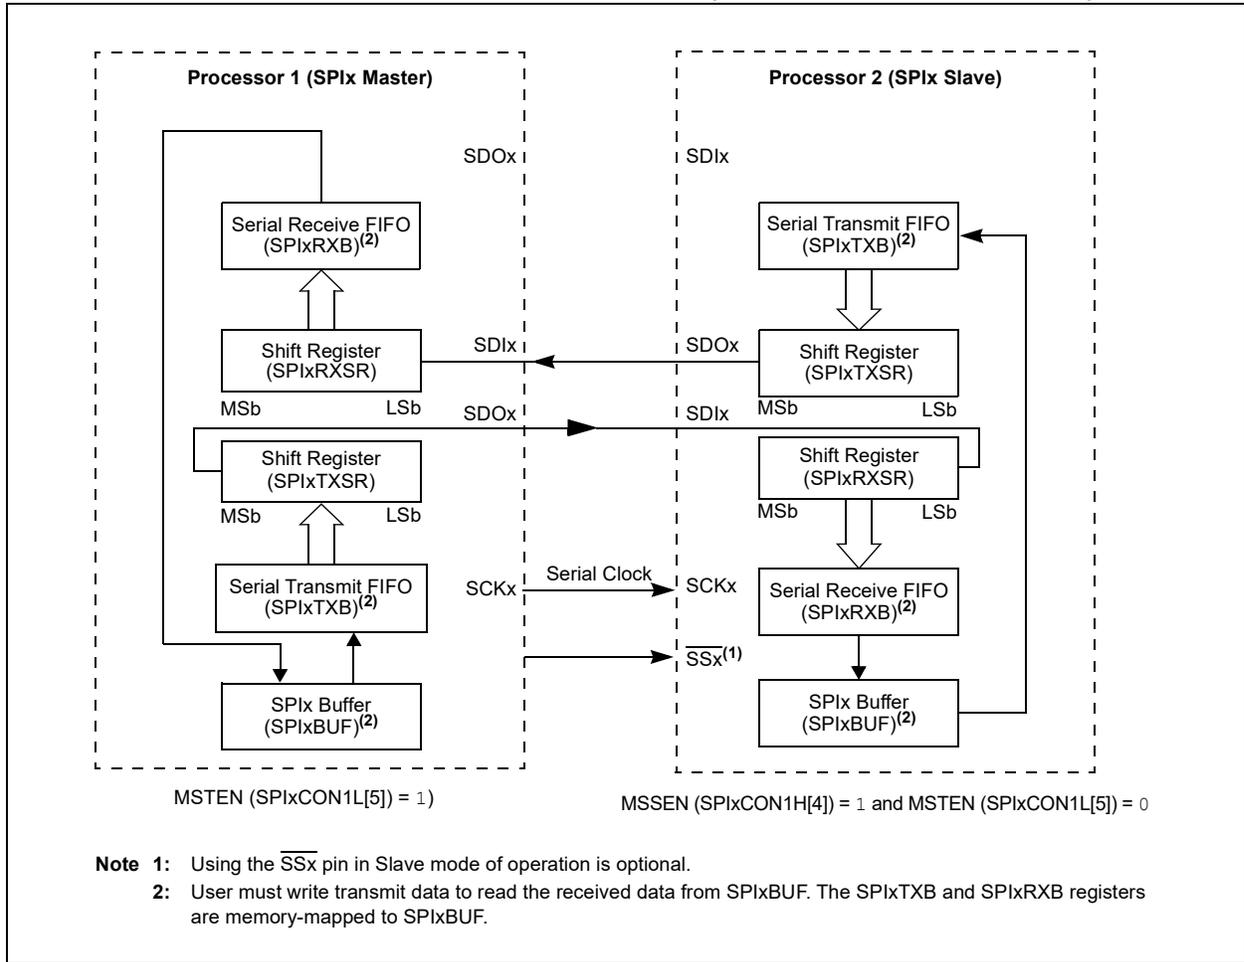 Processor 1 (SPIx Master)
SDOx
Serial Receive FIFO
(SPIxRXB)(2)
Shift Register
(SPIxRXSR)
SDIx
MSb
LSb
SDOx
Shift Register
(SPIxTXSR)
MSb
LSb
Serial Transmit FIFO
(SPIxTXB)(2)
SCKx
SPIx Buffer
(SPIxBUF)(2)
MSTEN (SPIxCON1L[5]) = 1)
Serial Clock
Processor 2 (SPIx Slave)
SDIx
Serial Transmit FIFO
(SPIxTXB)(2)
SDOx
Shift Register
(SPIxTXSR)
MSb
LSb
SDIx
Shift Register
(SPIxRXSR)
MSb
LSb
SCKx
Serial Receive FIFO
(SPIxRXB)(2)
SSx(1)
SPIx Buffer
(SPIxBUF)(2)
MSSEN (SPIxCON1H[4]) = 1 and MSTEN (SPIxCON1L[5]) = 0
Note 1: Using the SSx pin in Slave mode of operation is optional.
2: User must write transmit data to read the received data from SPIxBUF. The SPIxTXB and SPIxRXB registers
are memory-mapped to SPIxBUF.